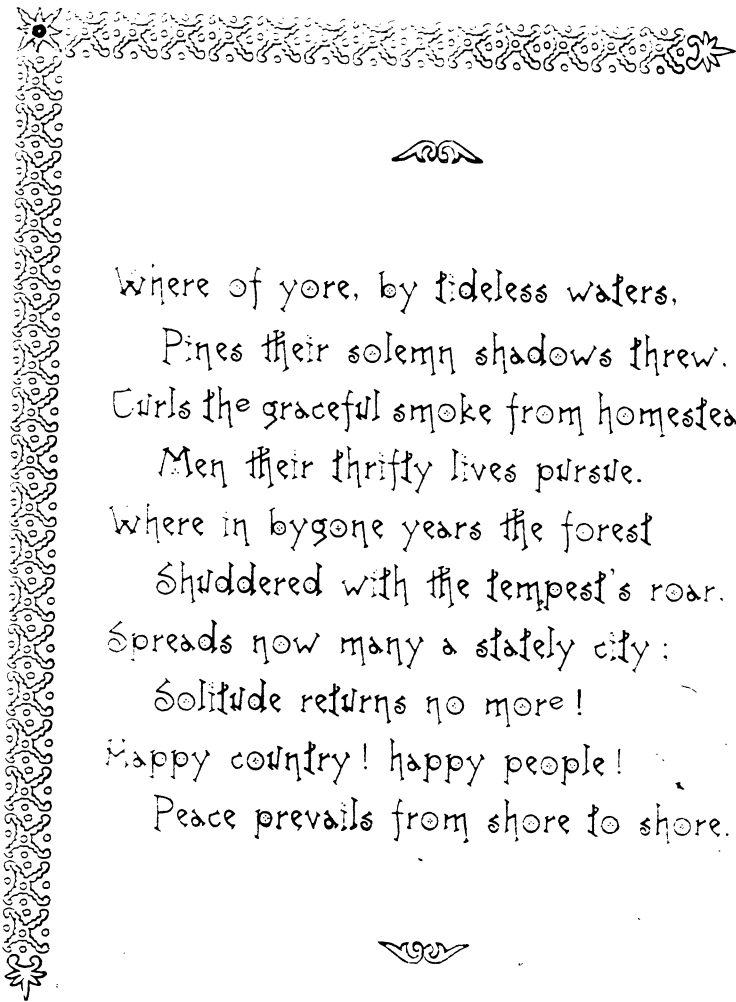 Where of yore, by tideless waters,
Pines their solemn shadows threw.
Curls the graceful smoke from homestea
Men their thrifty lives pursue.
Where in bygone years the forest
Shuddered with the tempest's roar.
Spreads now many a stately city:
Solitude returns no more!
Happy country! happy people!
Peace prevails from shore to shore.